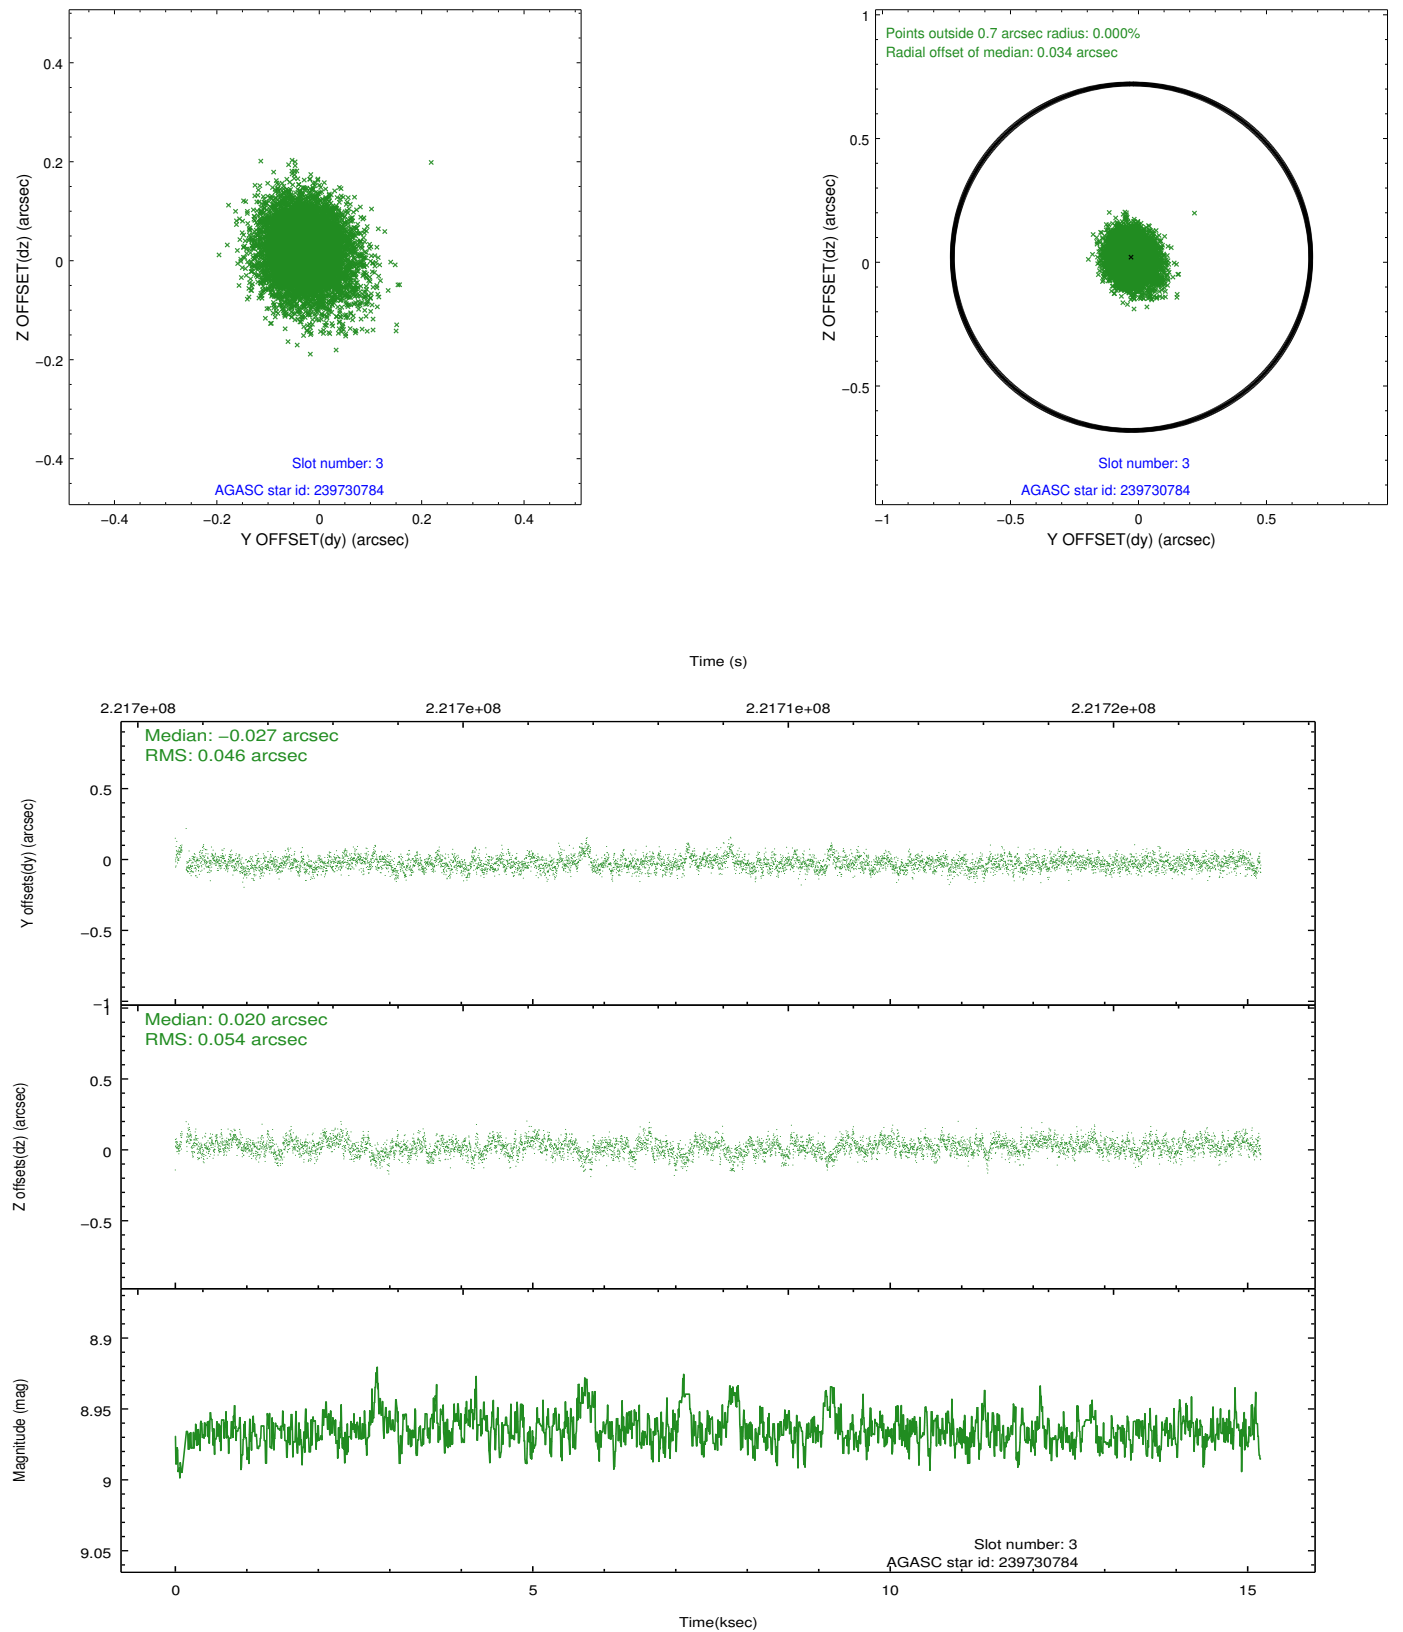 0.4
0.2
0
−0.2
−0.4
Z OFFSET(dz) (arcsec)
Slot number: 3
AGASC star id: 239730784
−0.4 −0.2 0 0.2 0.4
Y OFFSET(dy) (arcsec)
Points outside 0.7 arcsec radius: 0.000%
Radial offset of median: 0.034 arcsec
1
0.5
0
−0.5
Z OFFSET(dz) (arcsec)
Slot number: 3
AGASC star id: 239730784
−1 −0.5 0 0.5
Y OFFSET(dy) (arcsec)
Time (s)
2.217e+08 2.217e+08 2.2171e+08 2.2172e+08
Median: −0.027 arcsec
RMS: 0.046 arcsec
0.5
0
−0.5
−1
Y offsets(dy) (arcsec)
Median: 0.020 arcsec
RMS: 0.054 arcsec
1
0.5
0
−0.5
Z offsets(dz) (arcsec)
8.9
8.95
9
9.05
Magnitude (mag)
Slot number: 3
AGASC star id: 239730784
0 5 10 15
Time(ksec)